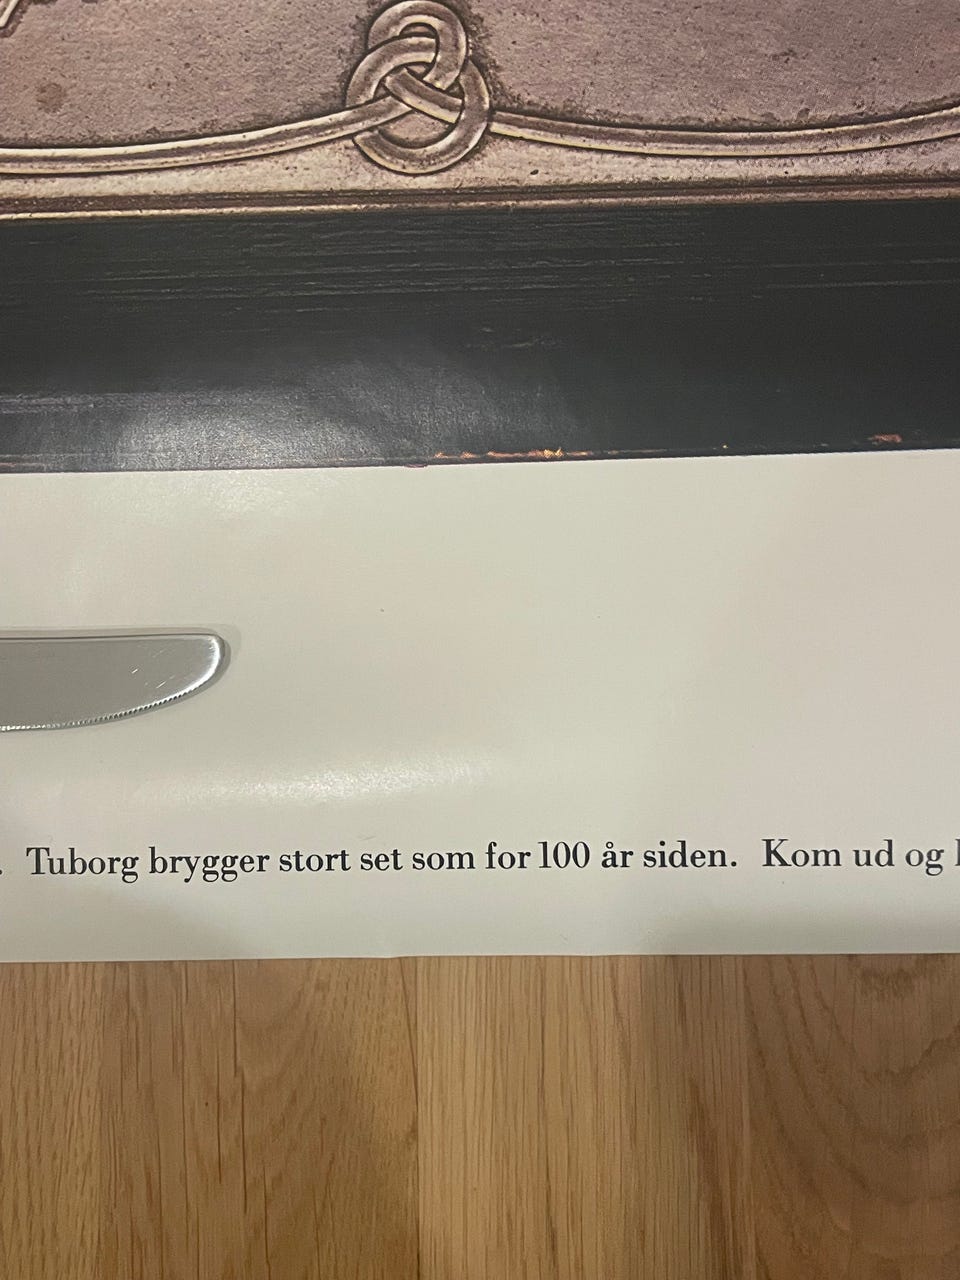 . Tuborg brygger stort set som for 100 år siden. Kom ud og